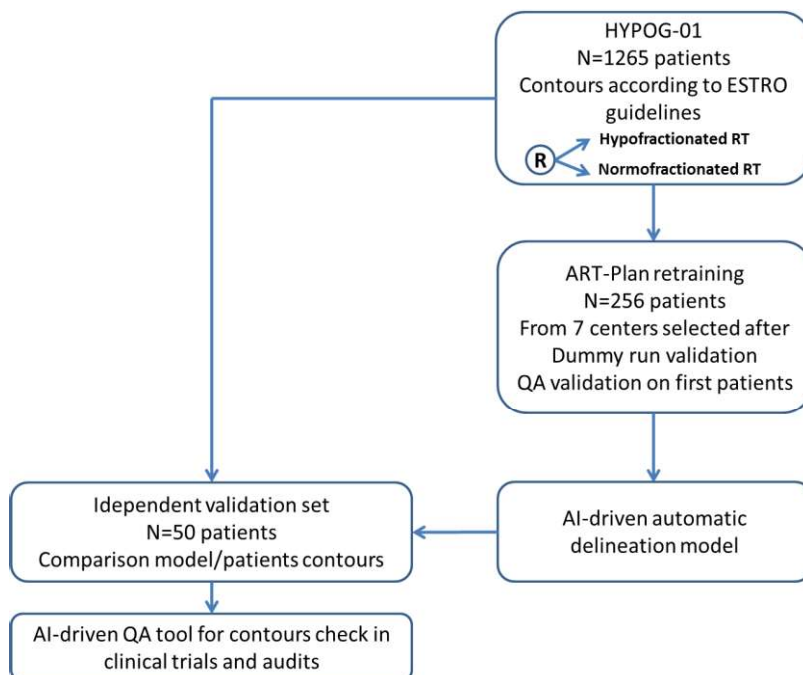 HYPOG-01
N=1265 patients
Contours according to ESTRO
guidelines
Hypofractionated RT
R
Normofractionated RT
ART-Plan retraining
N=256 patients
From 7 centers selected after
Dummy run validation
QA validation on first patients
Idependent validation set
N=50 patients
Comparison model/patients contours
AI-driven automatic
delineation model
AI-driven QA tool for contours check in
clinical trials and audits